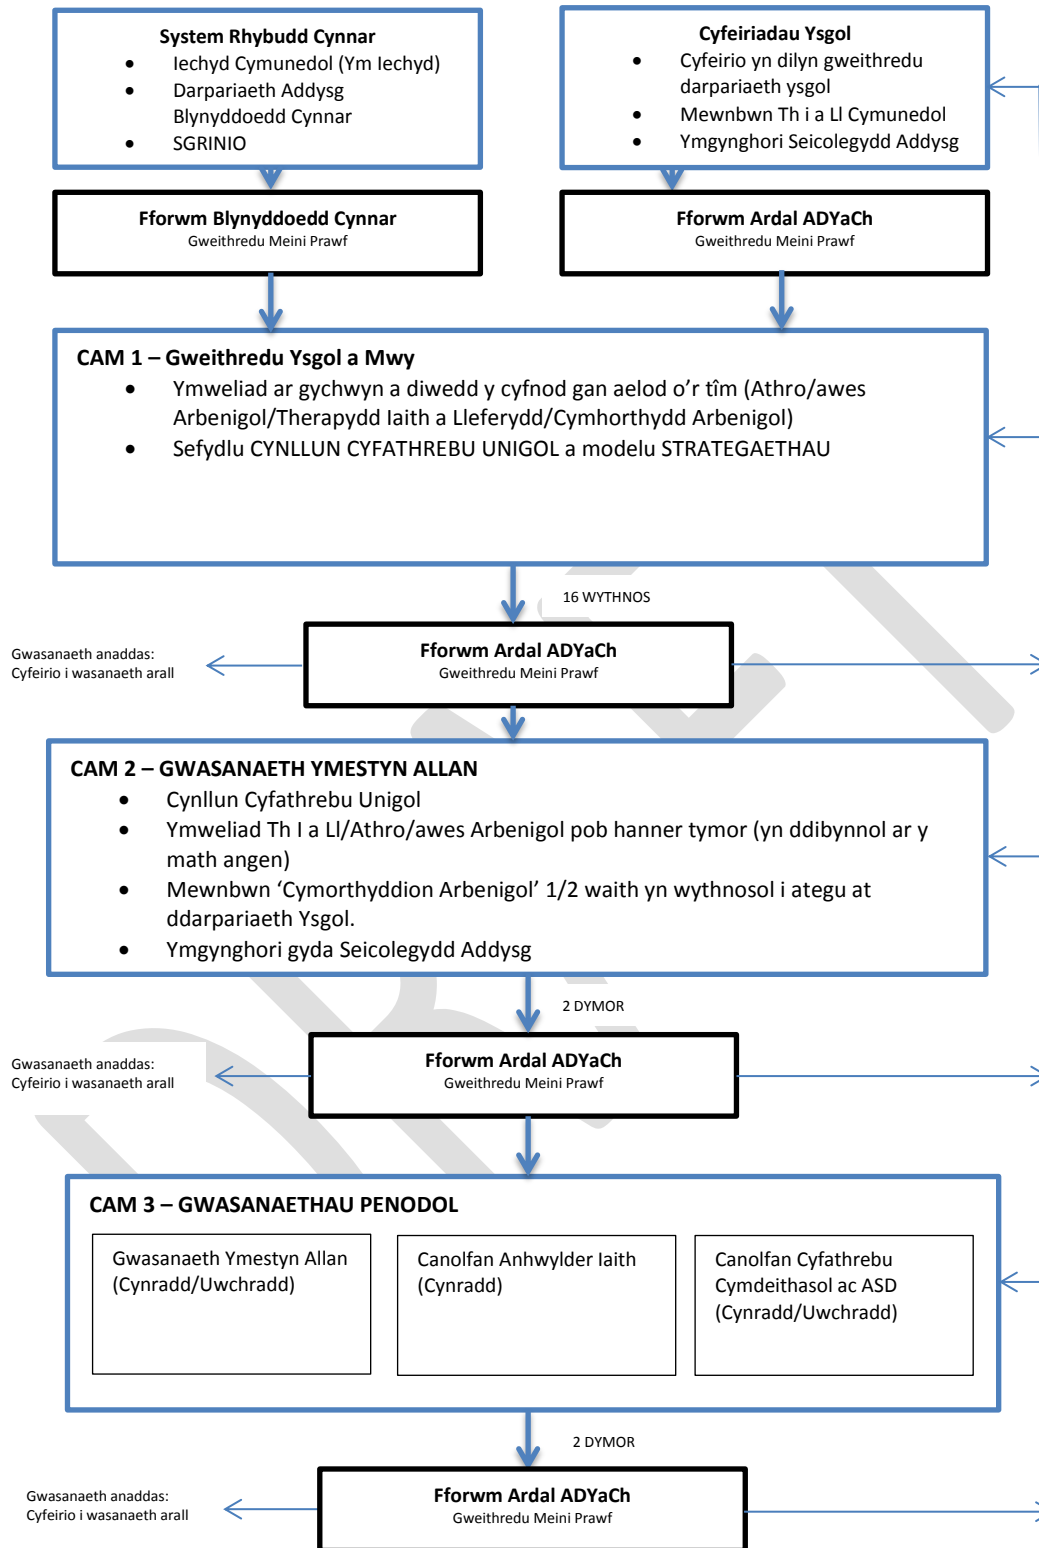 System Rhybudd Cynnar
• Iechyd Cymunedol (Ym Iechyd)
• Darpariaeth Addysg
Blynyddoedd Cynnar
• SGRINIO
Cyfeiriadau Ysgol
• Cyfeirio yn dilyn gweithredu
darpariaeth ysgol
• Mewnbwn Th i a Ll Cymunedol
• Ymgynghori Seicolegydd Addysg
Fforwm Blynyddoedd Cynnar
Gweithredu Meini Prawf
Fforwm Ardal ADYaCh
Gweithredu Meini Prawf
CAM 1 – Gweithredu Ysgol a Mwy
• Ymweliad ar gychwyn a diwedd y cyfnod gan aelod o'r tîm (Athro/awes
Arbenigol/Therapydd Iaith a Lleferydd/Cymhorthydd Arbenigol)
• Sefydlu CYNLLUN CYFATHREBU UNIGOL a modelu STRATEGAETHAU
16 WYTHNOS
Gwasanaeth anaddas:
Cyfeirio i wasanaeth arall
Fforwm Ardal ADYaCh
Gweithredu Meini Prawf
CAM 2 – GWASANAETH YMESTYN ALLAN
• Cynllun Cyfathrebu Unigol
• Ymweliad Th I a Ll/Athro/awes Arbenigol pob hanner tymor (yn ddibynnol ar y
math angen)
• Mewnbwn 'Cymorthyddion Arbenigol' 1/2 waith yn wythnosol i ategu at
ddarpariaeth Ysgol.
• Ymgynghori gyda Seicolegydd Addysg
2 DYMOR
Gwasanaeth anaddas:
Cyfeirio i wasanaeth arall
Fforwm Ardal ADYaCh
Gweithredu Meini Prawf
CAM 3 – GWASANAETHAU PENODOL
Gwasanaeth Ymestyn Allan
(Cynradd/Uwchradd)
Canolfan Anhwylder Iaith
(Cynradd)
Canolfan Cyfathrebu
Cymdeithasol ac ASD
(Cynradd/Uwchradd)
2 DYMOR
Gwasanaeth anaddas:
Cyfeirio i wasanaeth arall
Fforwm Ardal ADYaCh
Gweithredu Meini Prawf